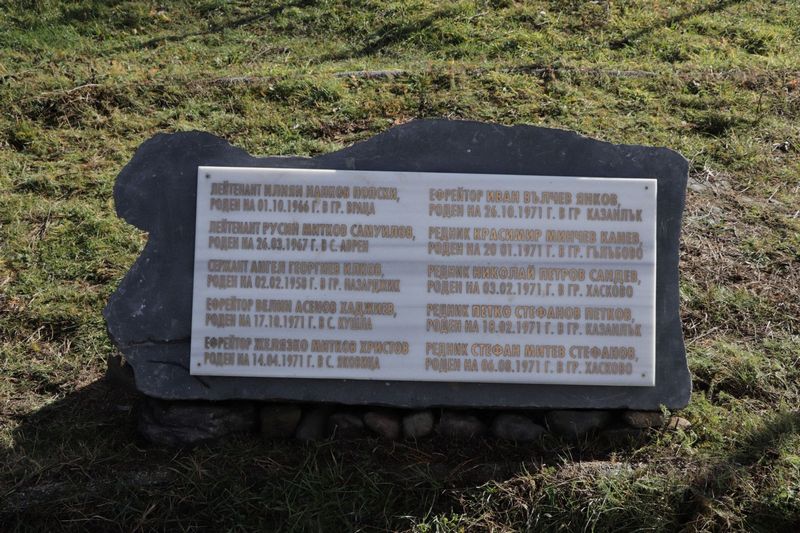 ЛЕЙТЕНАНТ ИЛИЯН НАНКОВ ПОПСКИ,
РОДЕН НА 01.10.1966 Г. В ГР. ВРАЦА
ЛЕЙТЕНАНТ РУСИЙ МИТКОВ САМУИЛОВ,
РОДЕН НА 26.03.1967 Г. В С. АВРЕН
СЕРЖАНТ АНГЕЛ ГЕОРГИЕВ ИЛКОВ,
РОДЕН НА 02.02.1958 Г. В ГР. ПАЗАРДЖИК
ЕФРЕЙТОР ВЕЛИН АСЕНОВ ХАДЖИЕВ,
РОДЕН НА 17.10.1971 Г. В С. КУШЛА
ЕФРЕЙТОР ЖЕЛЯЗКО МИТКОВ ХРИСТОВ
РОДЕН НА 14.04.1971 Г. В С. ЯКОВИЦА
ЕФРЕЙТОР ИВАН ВЪЛЧЕВ ЯНКОВ,
РОДЕН НА 26.10.1971 Г. В ГР КАЗАНЛЪК
РЕДНИК КРАСИМИР МИНЧЕВ КАНЕВ,
РОДЕН НА 20 01.1971 Г. В ГР. ГЪЛЪБОВО
РЕДНИК НИКОЛАЙ ПЕТРОВ САНДЕВ,
РОДЕН НА 03.02.1971 Г. В ГР. ХАСКОВО
РЕДНИК ПЕТКО СТЕФАНОВ ПЕТКОВ,
РОДЕН НА 18.02.1971 Г. В ГР. КАЗАНЛЪК
РЕДНИК СТЕФАН МИТЕВ СТЕФАНОВ,
РОДЕН НА 06.08.1971 Г. В ГР. ХАСКОВО